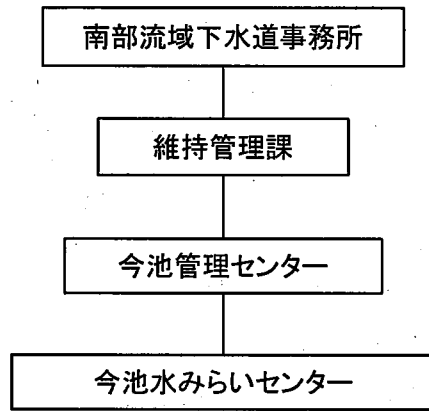 南部流域下水道事務所
維持管理課
今池管理センター
今池水みらいセンター